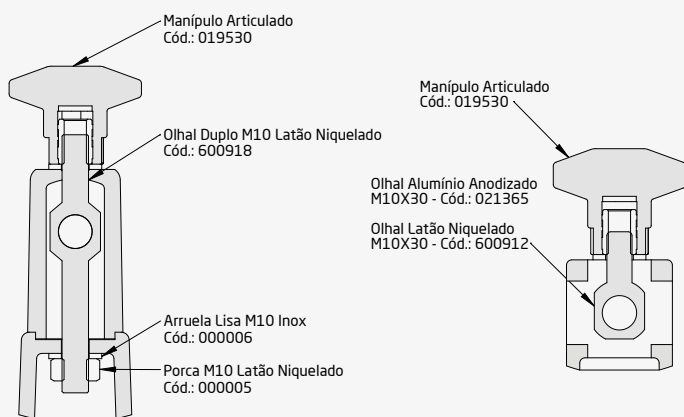 Manípulo Articulado
Cód.: 019530
Olhal Duplo M10 Latão Niquelado
Cód.: 600918
Arruela Lisa M10 Inox
Cód.: 000006
Porca M10 Latão Niquelado
Cód.: 000005
Manípulo Articulado
Cód.: 019530
Olhal Alumínio Anodizado
M10X30 - Cód.: 021365
Olhal Latão Niquelado
M10X30 - Cód.: 600912